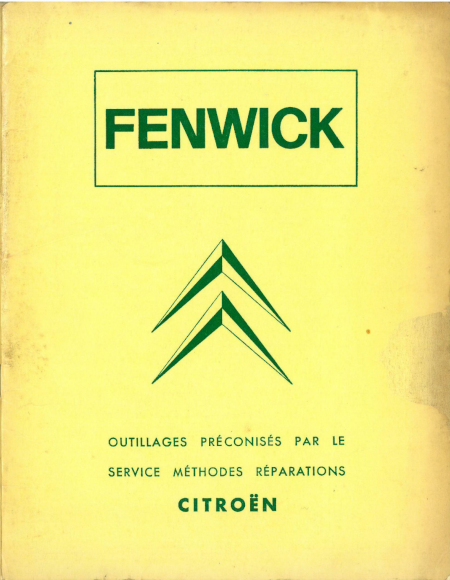 FENWICK
OUTILLAGES PRÉCONISÉS PAR LE
SERVICE MÉTHODES RÉPARATIONS
CITROËN